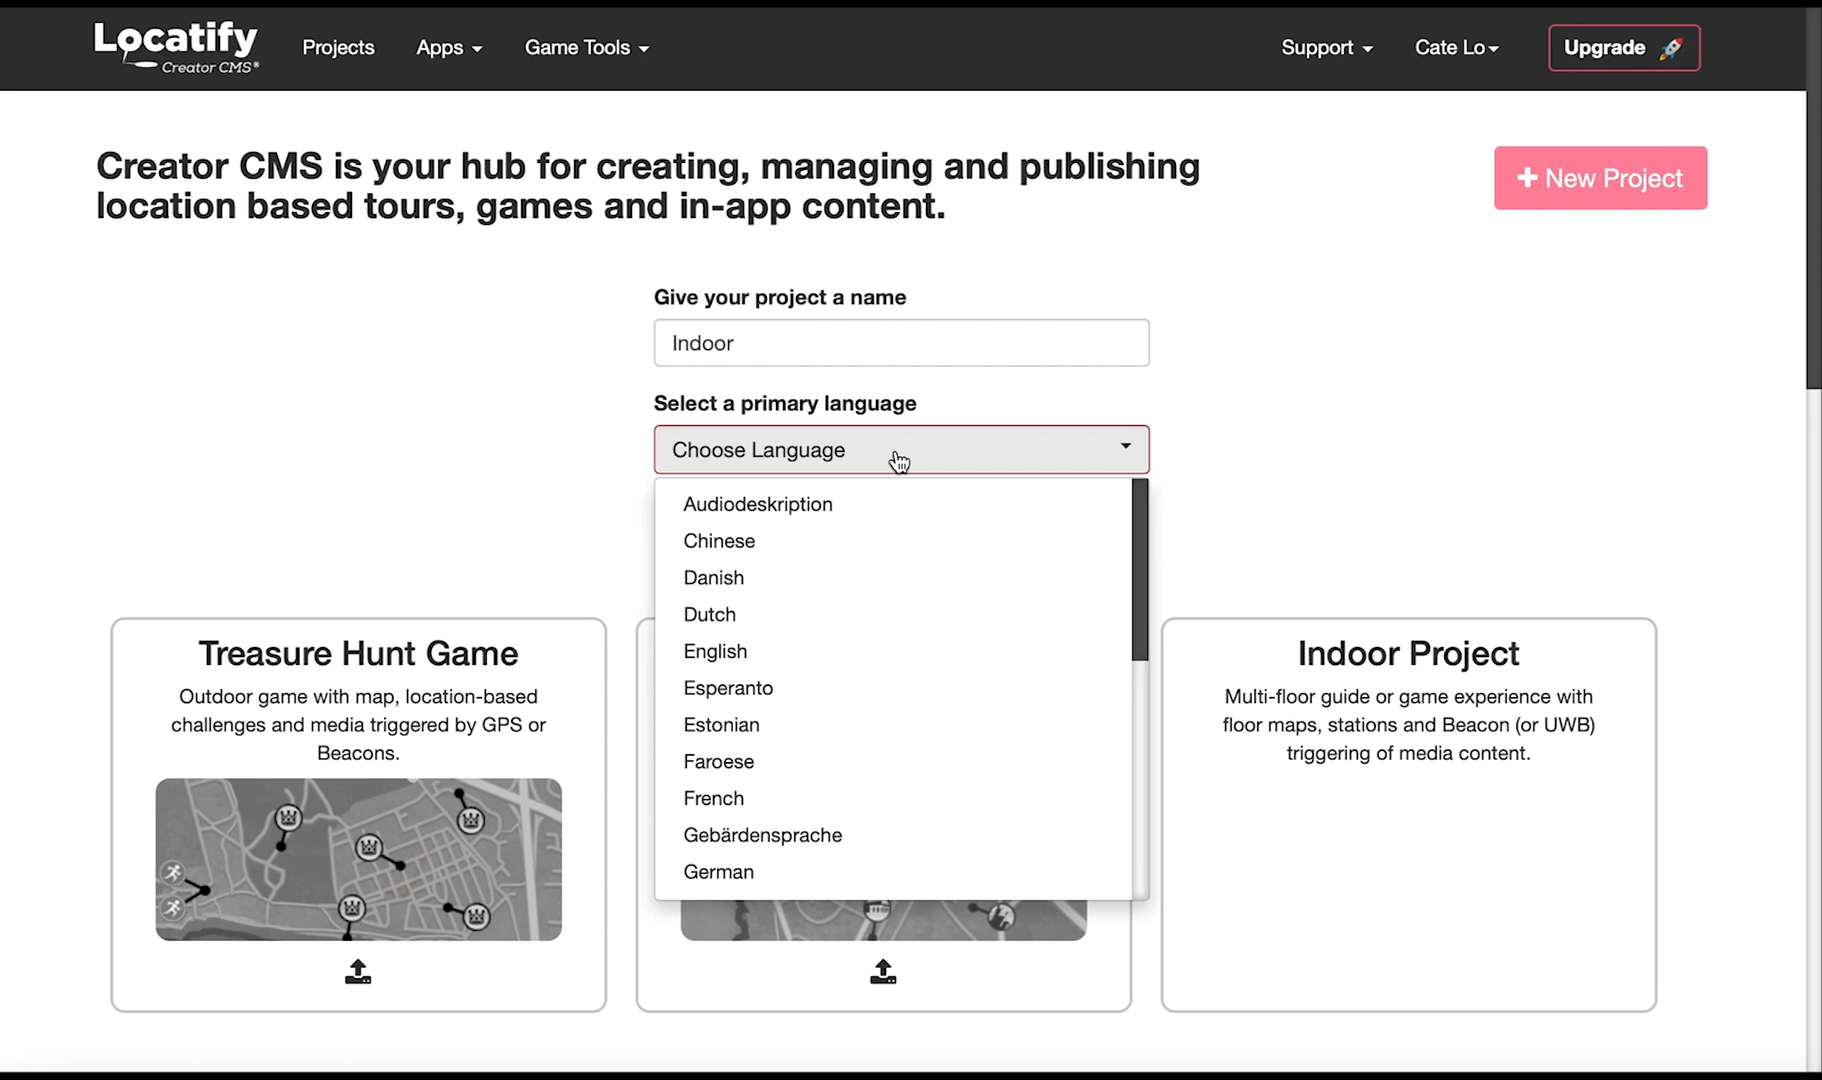 Locatify
Creator CMS®
Projects
Apps
Game Tools
Support
Cate Lo
Upgrade
Creator CMS is your hub for creating, managing and publishing
location based tours, games and in-app content.
New Project
Give your project a name
Indoor
Select a primary language
Choose Language
Audiodeskription
Chinese
Danish
Dutch
English
Esperanto
Estonian
Faroese
French
Gebärdensprache
German
Treasure Hunt Game
Outdoor game with map, location-based
challenges and media triggered by GPS or
Beacons.
Indoor Project
Multi-floor guide or game experience with
floor maps, stations and Beacon (or UWB)
triggering of media content.